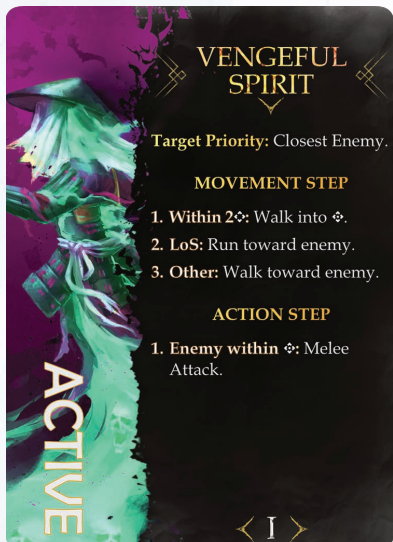 VENGEFUL
SPIRIT
Target Priority: Closest Enemy.
MOVEMENT STEP
1. Within 2✥: Walk into ✥.
2. LoS: Run toward enemy.
3. Other: Walk toward enemy.
ACTION STEP
1. Enemy within ✥: Melee
Attack.
ACTIVE
I